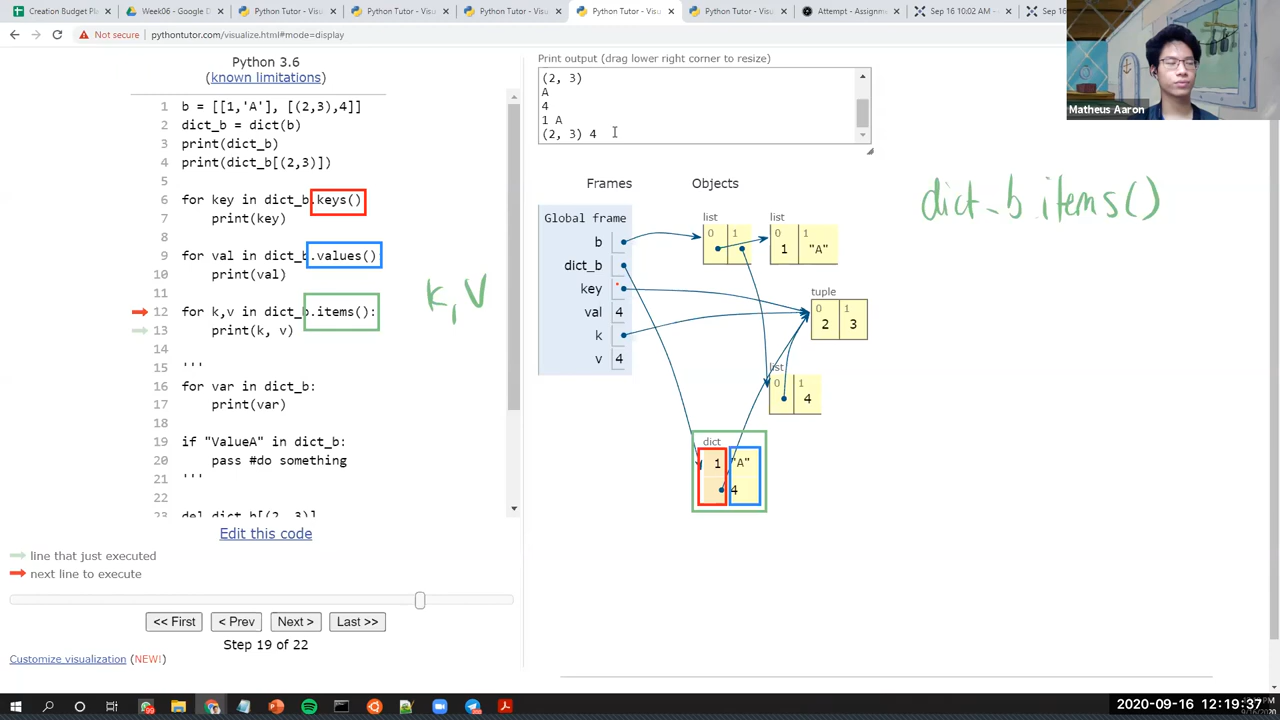 Creation Budget Pl
Week06 - Google D
Python Tutor - Visu
Python Tutor - Visu
Python Tutor - Visu
Python Tutor - Visu
Python Tutor - Visu
Attempt - Assignm
Sep 16 10:02 AM -
Sep 16
Not secure | pythontutor.com/visualize.html#mode=display
Python 3.6
(known limitations)
1 b = [[1,'A'], [(2,3),4]]
2 dict_b = dict(b)
3 print(dict_b)
4 print(dict_b[(2,3)])
5
6 for key in dict_b.keys()
7 print(key)
8
9 for val in dict_b.values()
10 print(val)
11
12 for k,v in dict_b.items():
13 print(k, v)
14
15 '''
16 for var in dict_b:
17 print(var)
18
19 if "ValueA" in dict_b:
20 pass #do something
21 '''
22
23 del dict_b[(2, 3)]
k, v
Edit this code
line that just executed
next line to execute
<< First
< Prev
Next >
Last >>
Step 19 of 22
Customize visualization (NEW!)
Print output (drag lower right corner to resize)
(2, 3)
A
4
1 A
(2, 3) 4
Frames
Objects
Global frame
b
dict_b
key
val 4
k
v 4
list
0 1
list
0 1
1 "A"
tuple
0 1
2 3
list
0 1
4
dict
1 "A"
4
dict_b.items()
Matheus Aaron
2020-09-16 12:19:37